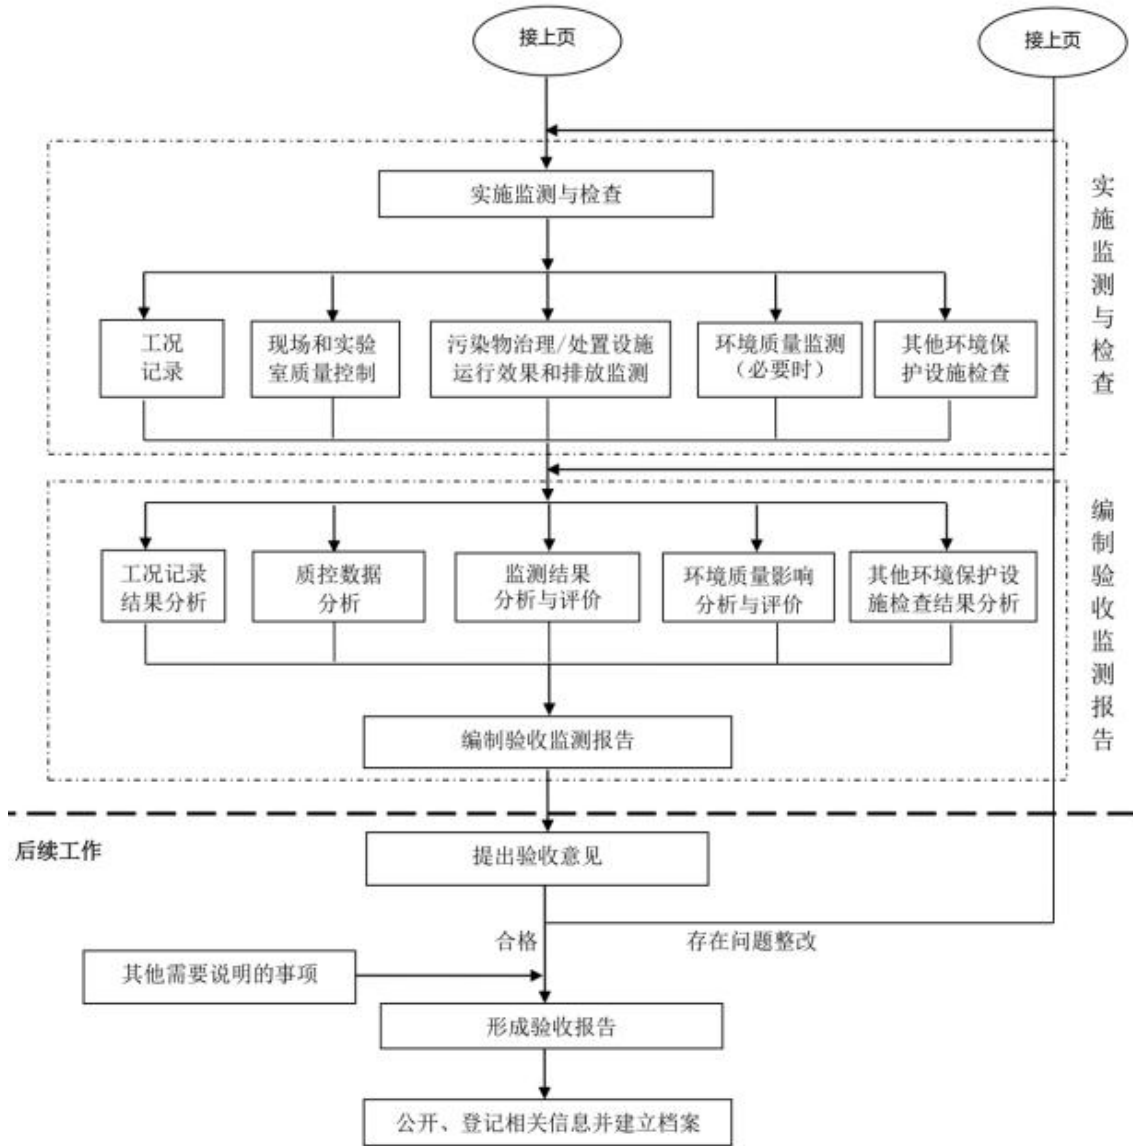 接上页
接上页
实施监测与检查
实施监测与检查
工况
记录
现场和实验
室质量控制
污染物治理/处置设施
运行效果和排放监测
环境质量监测
（必要时）
其他环境保
护设施检查
编制验收监测报告
工况记录
结果分析
质控数据
分析
监测结果
分析与评价
环境质量影响
分析与评价
其他环境保护设
施检查结果分析
编制验收监测报告
后续工作
提出验收意见
合格
存在问题整改
其他需要说明的事项
形成验收报告
公开、登记相关信息并建立档案